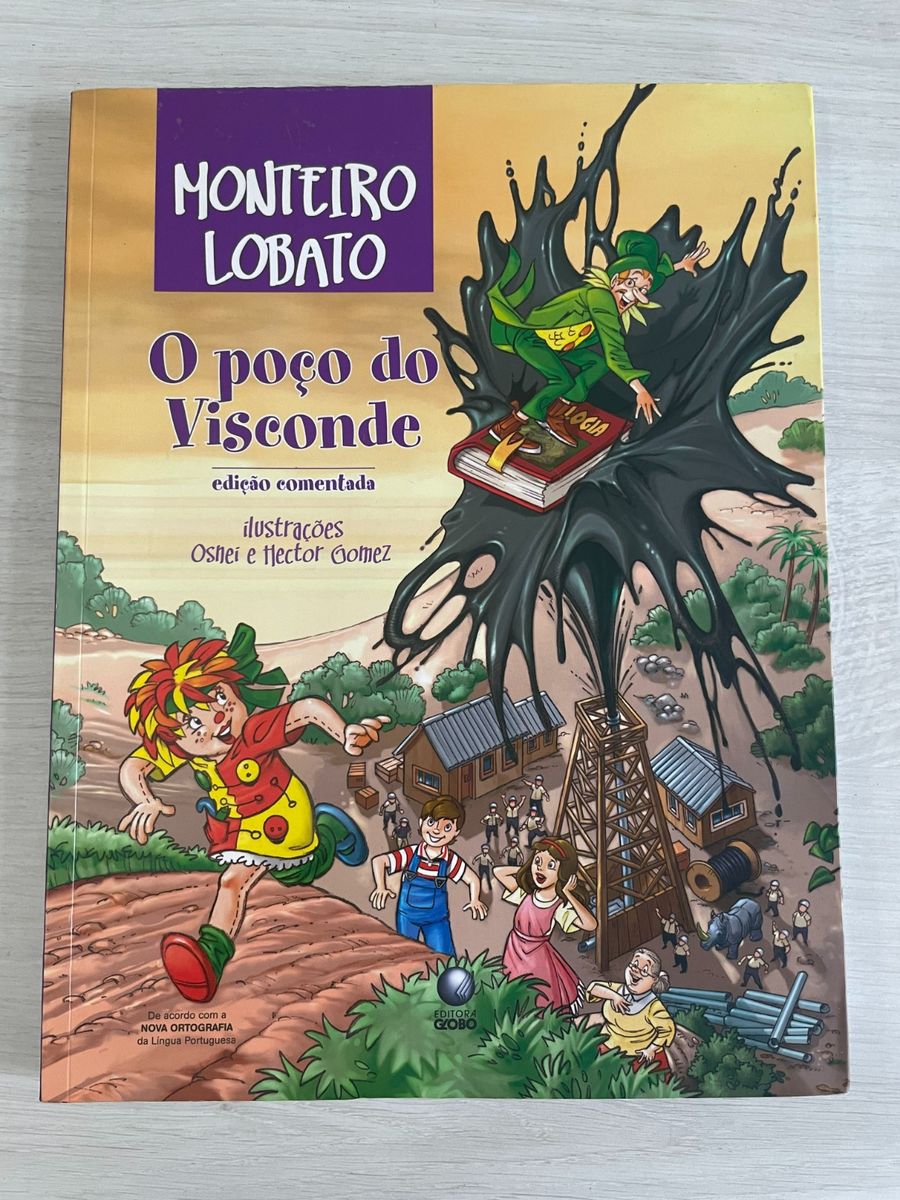 MONTEIRO
LOBATO
O poço do
Visconde
edição comentada
ilustrações
Osnei e Hector Gomez
LOGIA
De acordo com a
NOVA ORTOGRAFIA
da Língua Portuguesa
EDITORA
GLOBO